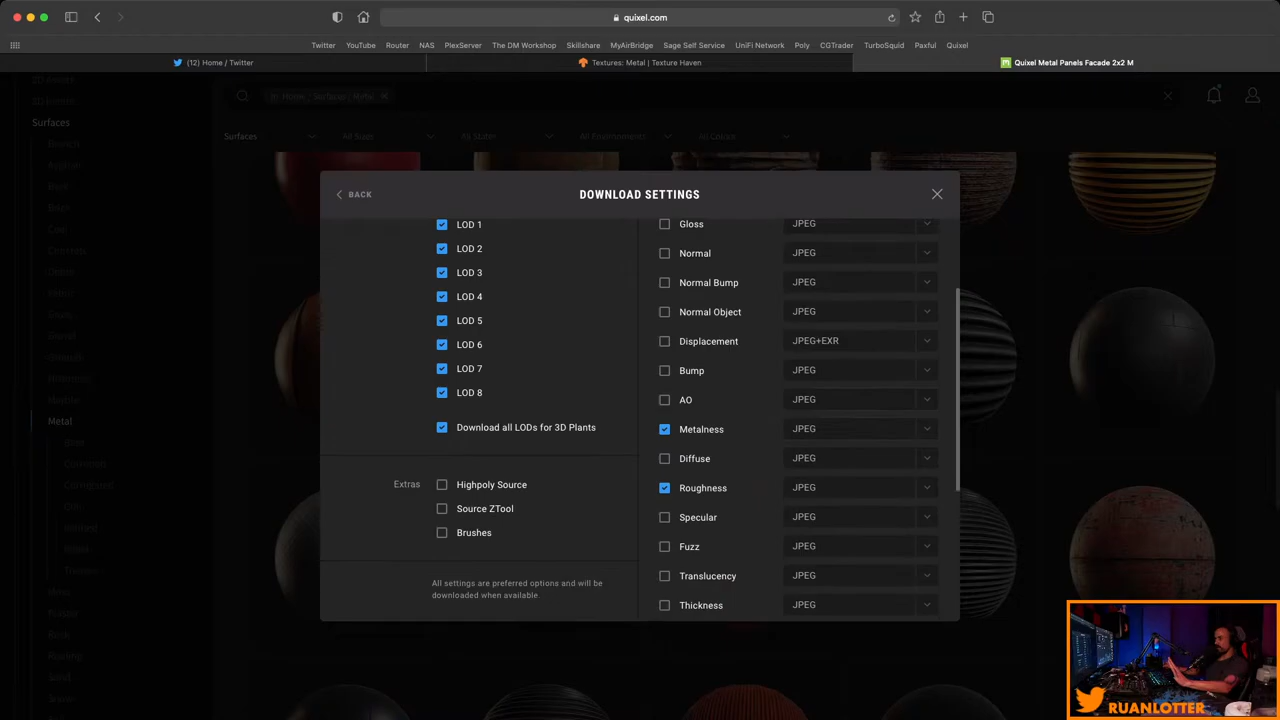 quixel.com
Twitter YouTube Router NAS PlexServer The DM Workshop Skillshare MyAirBridge Sage Self Service UniFi Network Poly CGTrader TurboSquid Paxful Quixel
(12) Home / Twitter
Textures: Metal | Texture Haven
Quixel Metal Panels Facade 2x2 M
Surfaces
Surfaces
Metal
BACK
DOWNLOAD SETTINGS
LOD 1
LOD 2
LOD 3
LOD 4
LOD 5
LOD 6
LOD 7
LOD 8
Download all LODs for 3D Plants
Extras
Highpoly Source
Source ZTool
Brushes
All settings are preferred options and will be
downloaded when available
Gloss JPEG
Normal JPEG
Normal Bump JPEG
Normal Object JPEG
Displacement JPEG+EXR
Bump JPEG
AO JPEG
Metalness JPEG
Diffuse JPEG
Roughness JPEG
Specular JPEG
Fuzz JPEG
Translucency JPEG
Thickness JPEG
RUANLOTTER